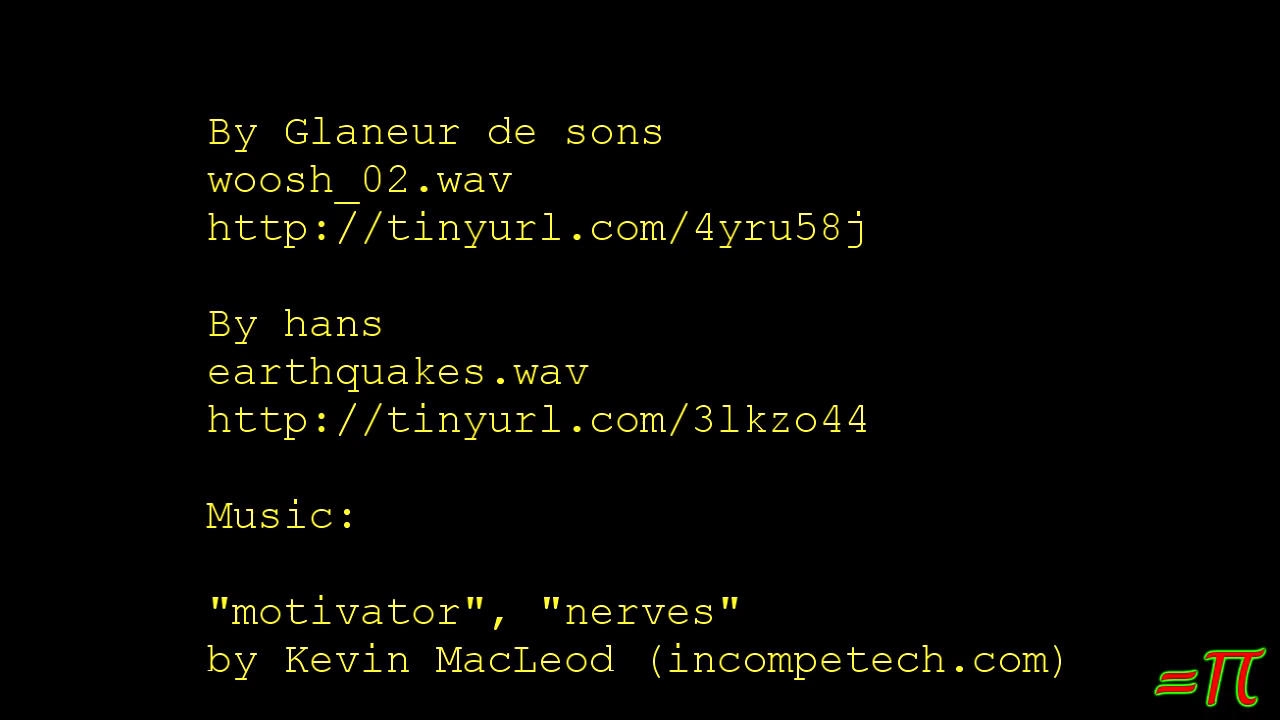 By Glaneur de sons
woosh_02.wav
http://tinyurl.com/4yru58j
By hans
earthquakes.wav
http://tinyurl.com/3lkzo44
Music:
"motivator", "nerves"
by Kevin MacLeod (incompetech.com)
=π